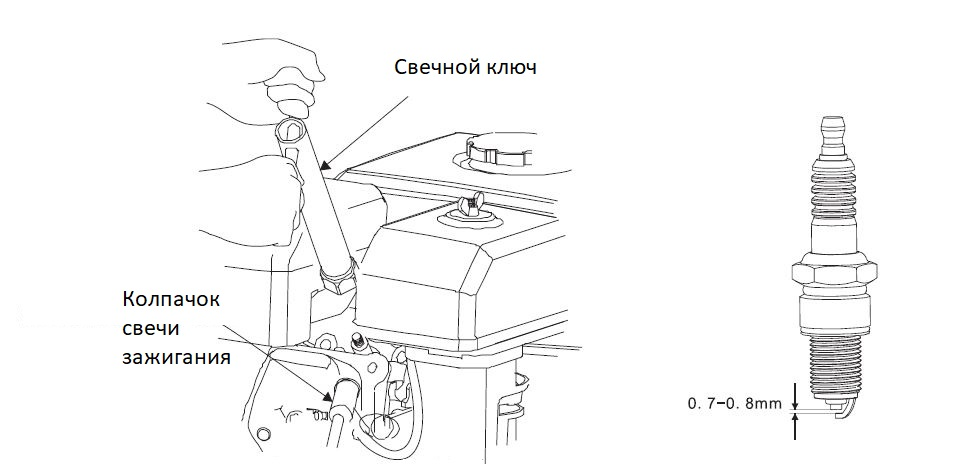 Свечной ключ
Колпачок
свечи
зажигания
0. 7-0. 8mm